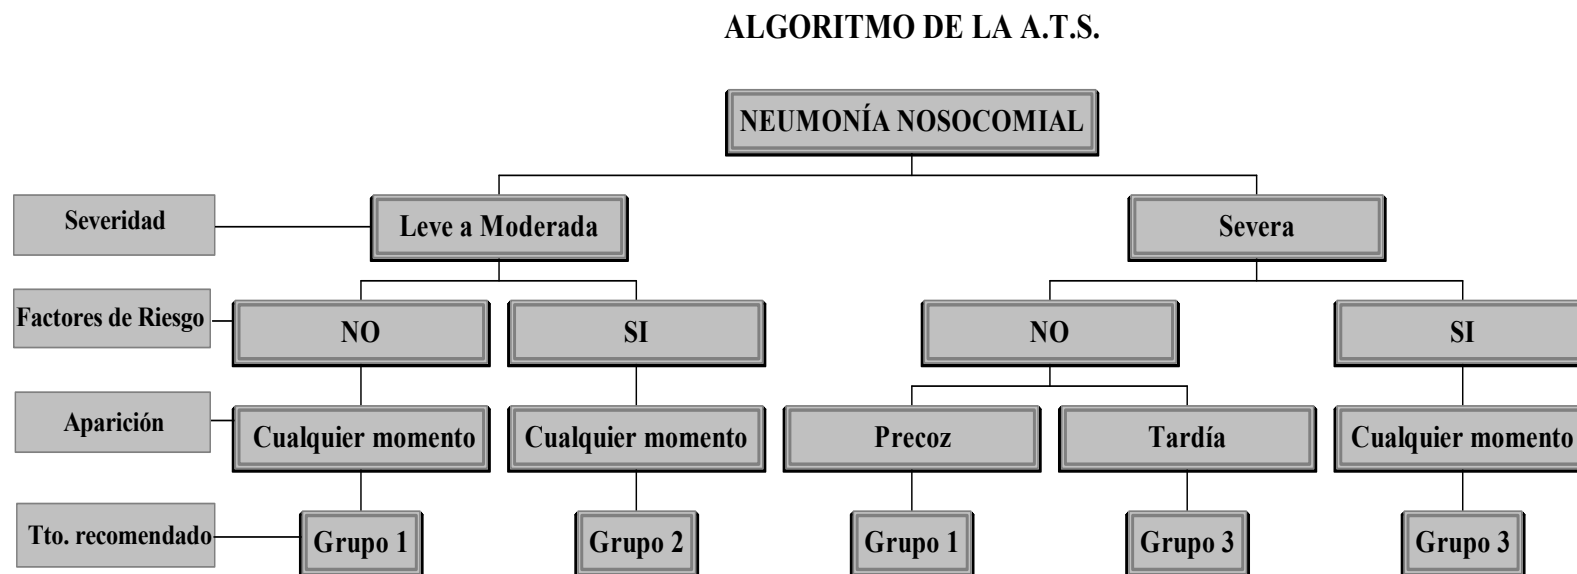 ALGORITMO DE LA A.T.S.
NEUMONÍA NOSOCOMIAL
Severidad
Leve a Moderada
Severa
Factores de Riesgo
NO
SI
NO
SI
Aparición
Cualquier momento
Cualquier momento
Precoz
Tardía
Cualquier momento
Tto. recomendado
Grupo 1
Grupo 2
Grupo 1
Grupo 3
Grupo 3